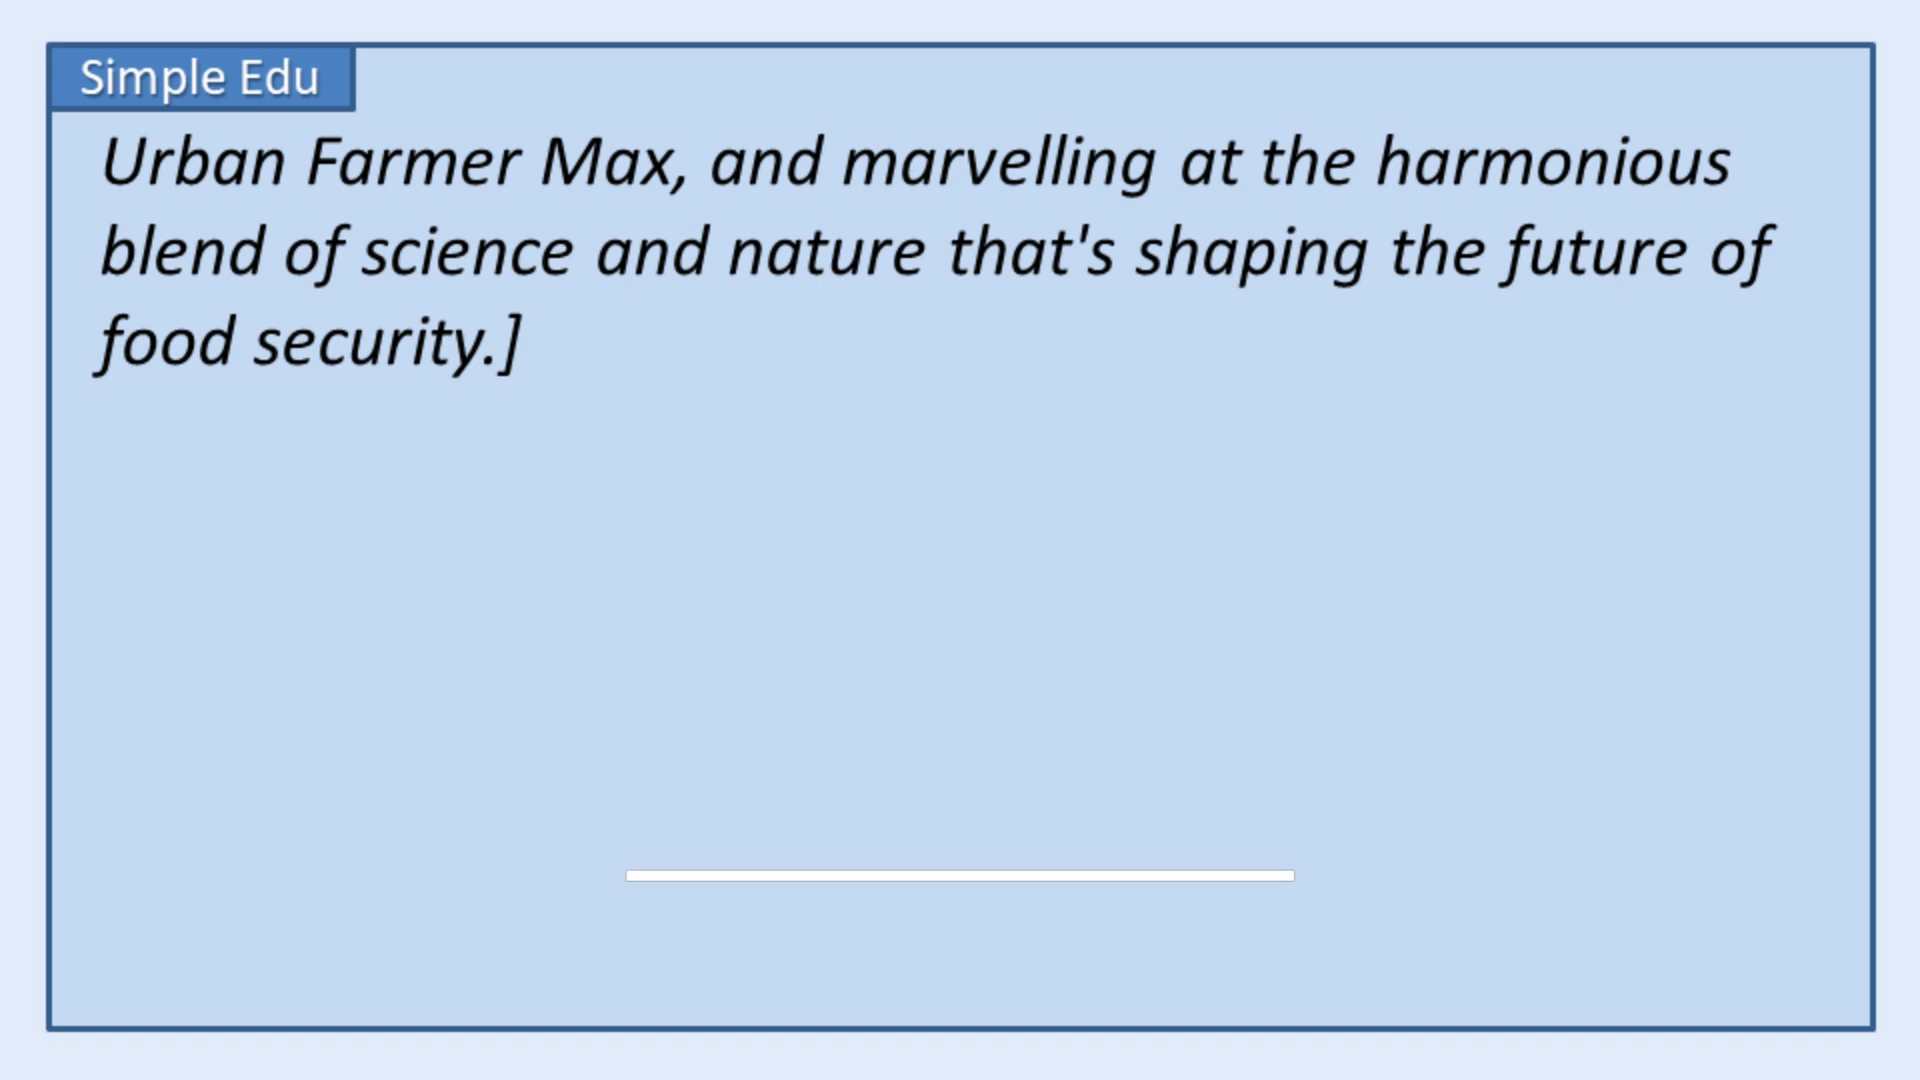 Simple Edu
Urban Farmer Max, and marvelling at the harmonious
blend of science and nature that's shaping the future of
food security.]